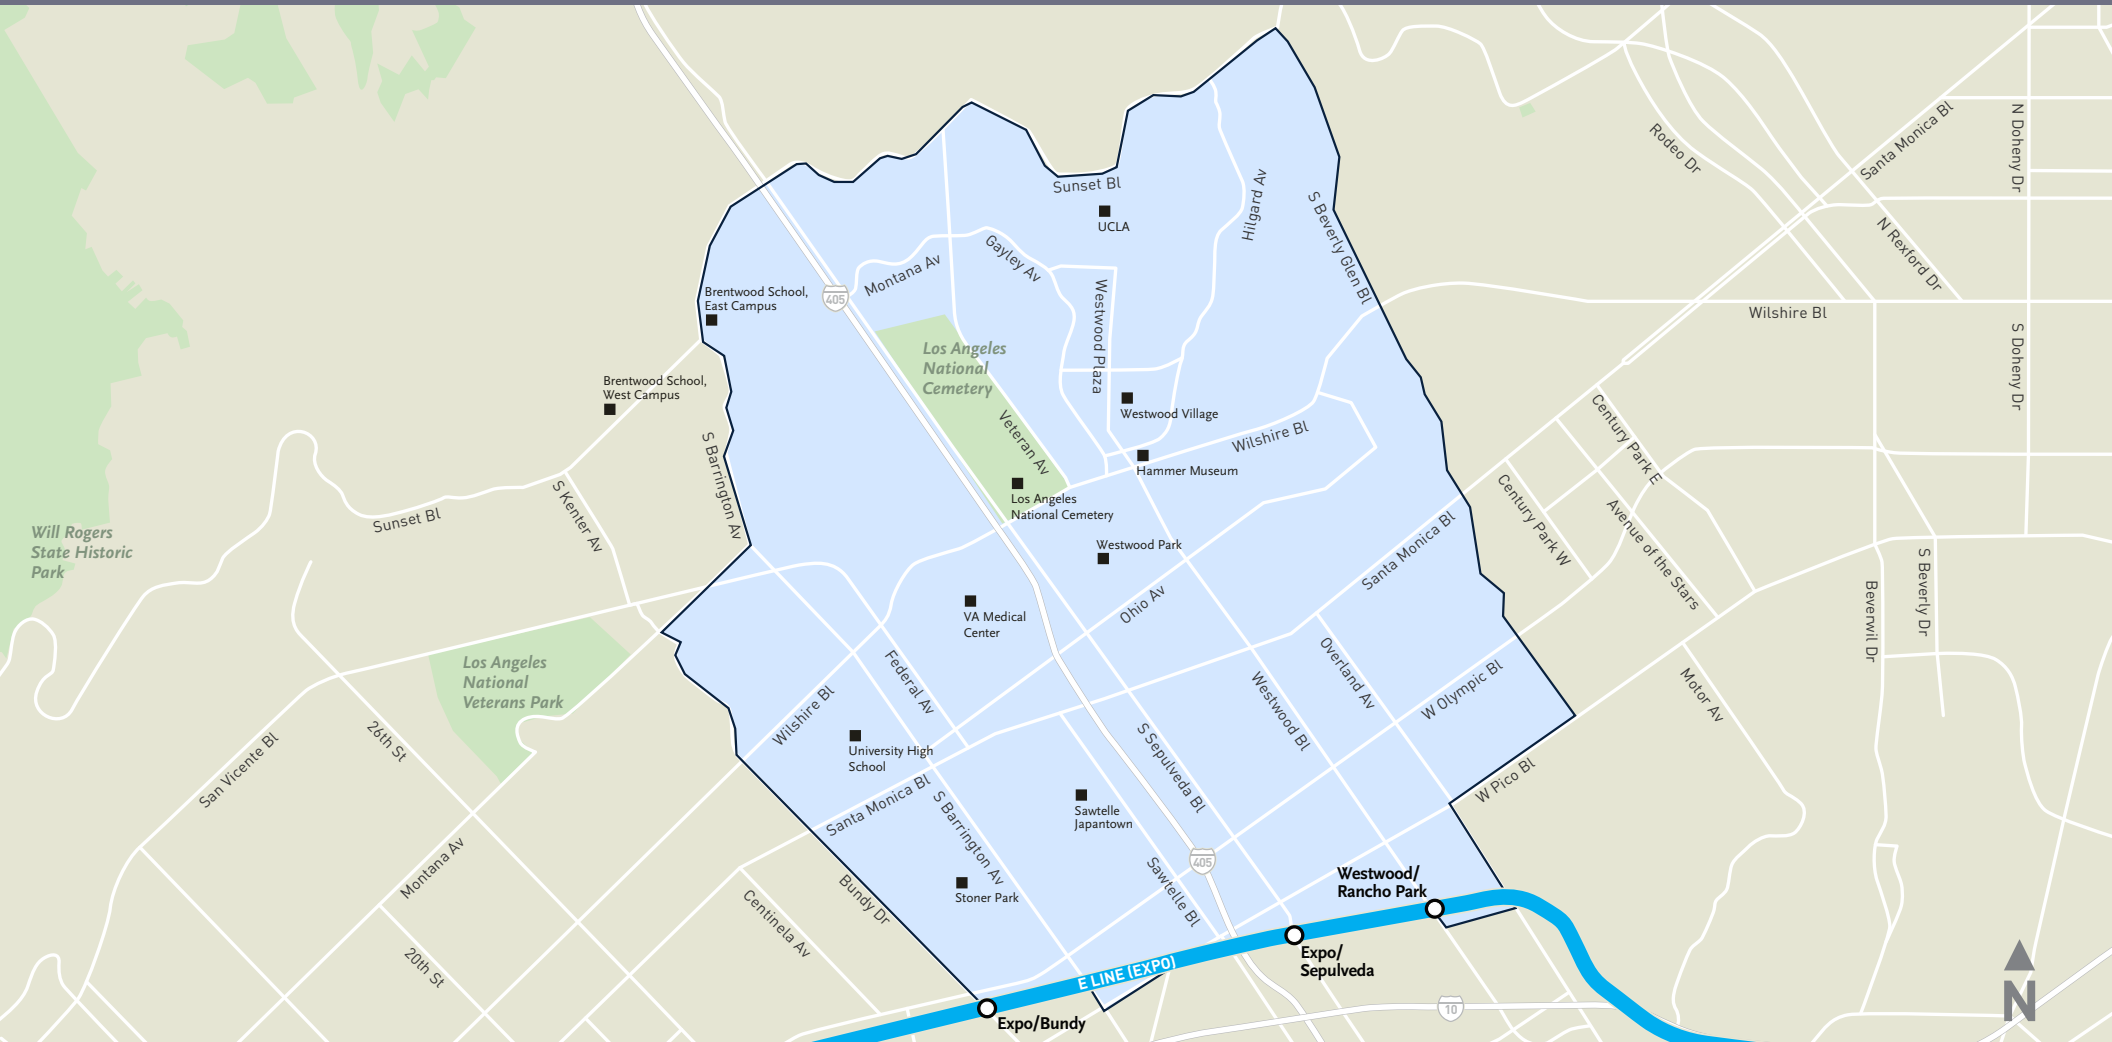 Sunset Bl
UCLA
Hilgard Av
S Beverly Glen Bl
Rodeo Dr
Santa Monica Bl
N Doheny Dr
N Rexford Dr
Wilshire Bl
S Doheny Dr
Montana Av
Gayley Av
Westwood Plaza
405
Brentwood School,
East Campus
Brentwood School,
West Campus
Los Angeles
National
Cemetery
Veteran Av
Westwood Village
Wilshire Bl
Hammer Museum
Los Angeles
National Cemetery
Westwood Park
S Barrington Av
S Kenter Av
Sunset Bl
Will Rogers
State Historic
Park
Century Park E
Century Park W
Avenue of the Stars
Santa Monica Bl
Ohio Av
VA Medical
Center
Beverwil Dr
S Beverly Dr
Los Angeles
National
Veterans Park
Federal Av
Wilshire Bl
Overland Av
W Olympic Bl
Westwood Bl
Motor Av
University High
School
26th St
San Vicente Bl
S Sepulveda Bl
Santa Monica Bl
S Barrington Av
Sawtelle
Japantown
W Pico Bl
Montana Av
Stoner Park
Sawtelle Bl
405
Westwood/
Rancho Park
Bundy Dr
Centinela Av
20th St
E LINE (EXPO)
Expo/
Sepulveda
Expo/Bundy
10
N